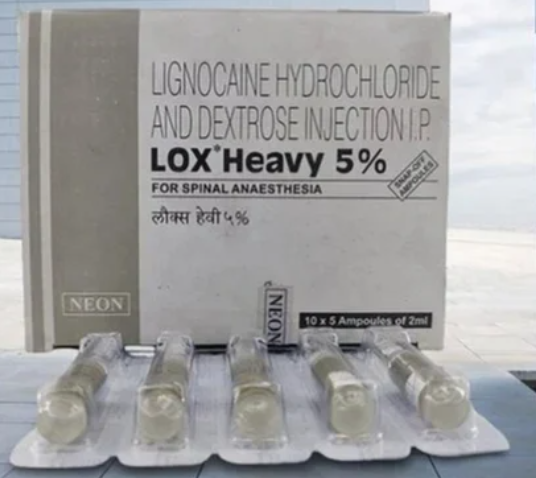 LIGNOCAINE HYDROCHLORIDE
AND DEXTROSE INJECTION I.P.
LOX* Heavy 5%
SNAP-OFF
AMPOULES
FOR SPINAL ANAESTHESIA
लौक्स हेवी ५%
NEON
NEON
10 x 5 Ampoules of 2ml